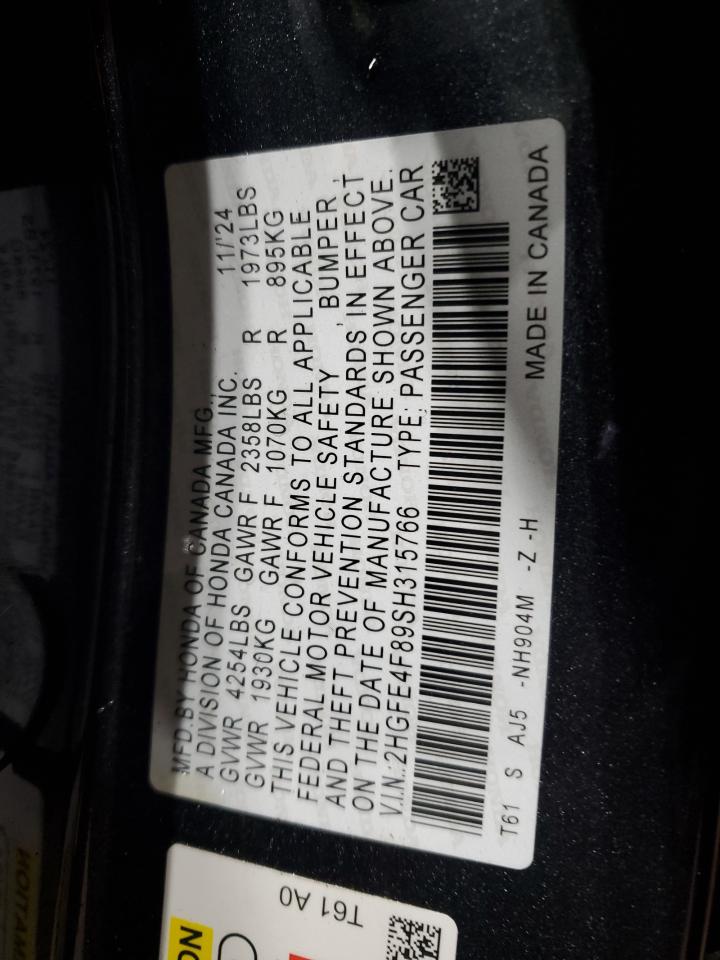 MFD. BY HONDA OF CANADA MFG.,
A DIVISION OF HONDA CANADA INC. 11/'24
GVWR 4254LBS GAWR F 2358LBS R 1973LBS
GVWR 1930KG GAWR F 1070KG R 895KG
THIS VEHICLE CONFORMS TO ALL APPLICABLE
FEDERAL MOTOR VEHICLE SAFETY, BUMPER,
AND THEFT PREVENTION STANDARDS IN EFFECT
ON THE DATE OF MANUFACTURE SHOWN ABOVE.
V.I.N.:2HGFE4F89SH315766 TYPE: PASSENGER CAR
T61 S AJ5 -NH904M -Z -H MADE IN CANADA
T61 A0